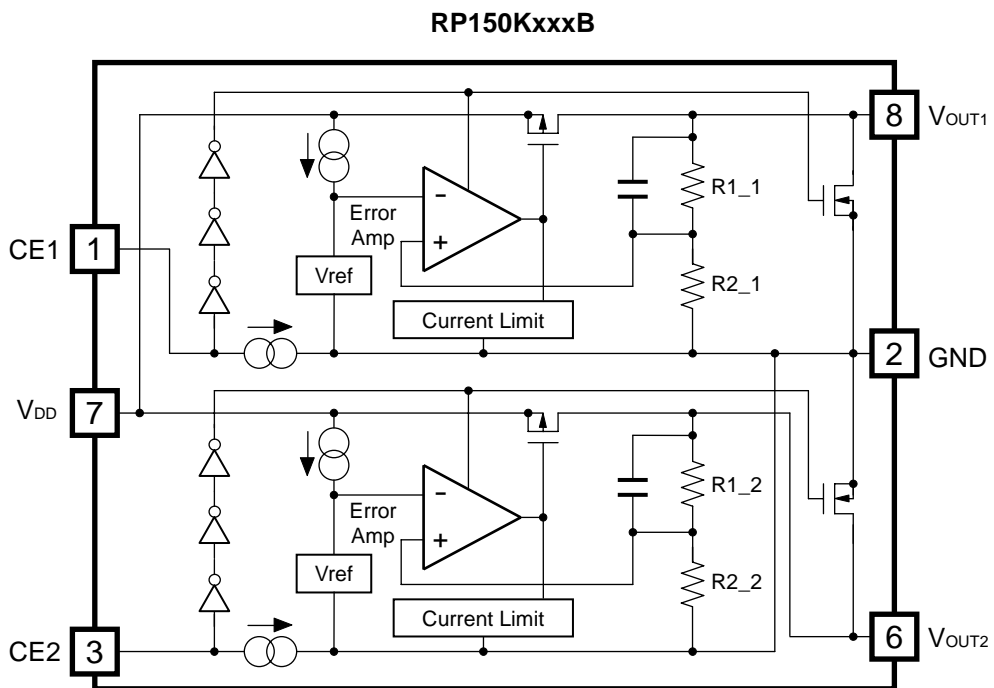 RP150KxxxB
8
VOUT1
R1_1
−
Error
Amp
+
CE1
1
Vref
R2_1
Current Limit
2
GND
VDD
7
R1_2
−
Error
Amp
+
Vref
R2_2
Current Limit
CE2
3
6
VOUT2